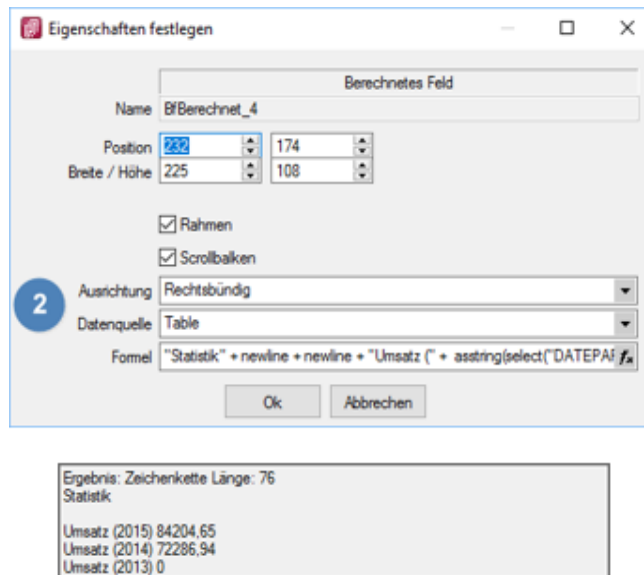 Eigenschaften festlegen
Berechnetes Feld
Name BfBerechnet_4
Position 232 174
Breite / Höhe 225 108
Rahmen
Scrollbalken
2
Ausrichtung Rechtsbündig
Datenquelle Table
Formel "Statistik" + newline + newline + "Umsatz (" + asstring(select("DATEPAR fx
Ok Abbrechen
Ergebnis: Zeichenkette Länge: 76
Statistik
Umsatz (2015) 84204,65
Umsatz (2014) 72286,94
Umsatz (2013) 0